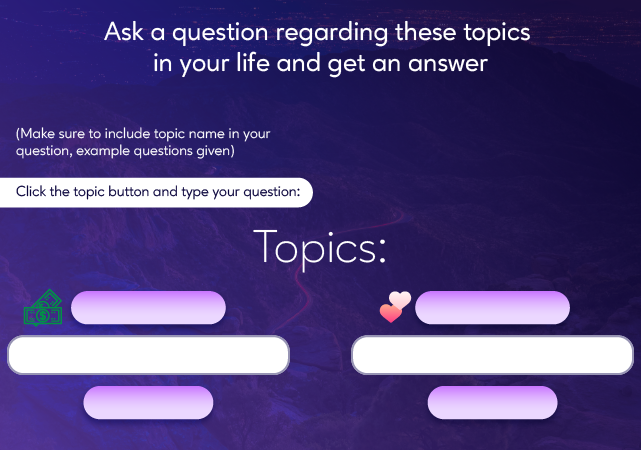 Ask a question regarding these topics
in your life and get an answer
(Make sure to include topic name in your
question, example questions given)
Click the topic button and type your question:
Topics: